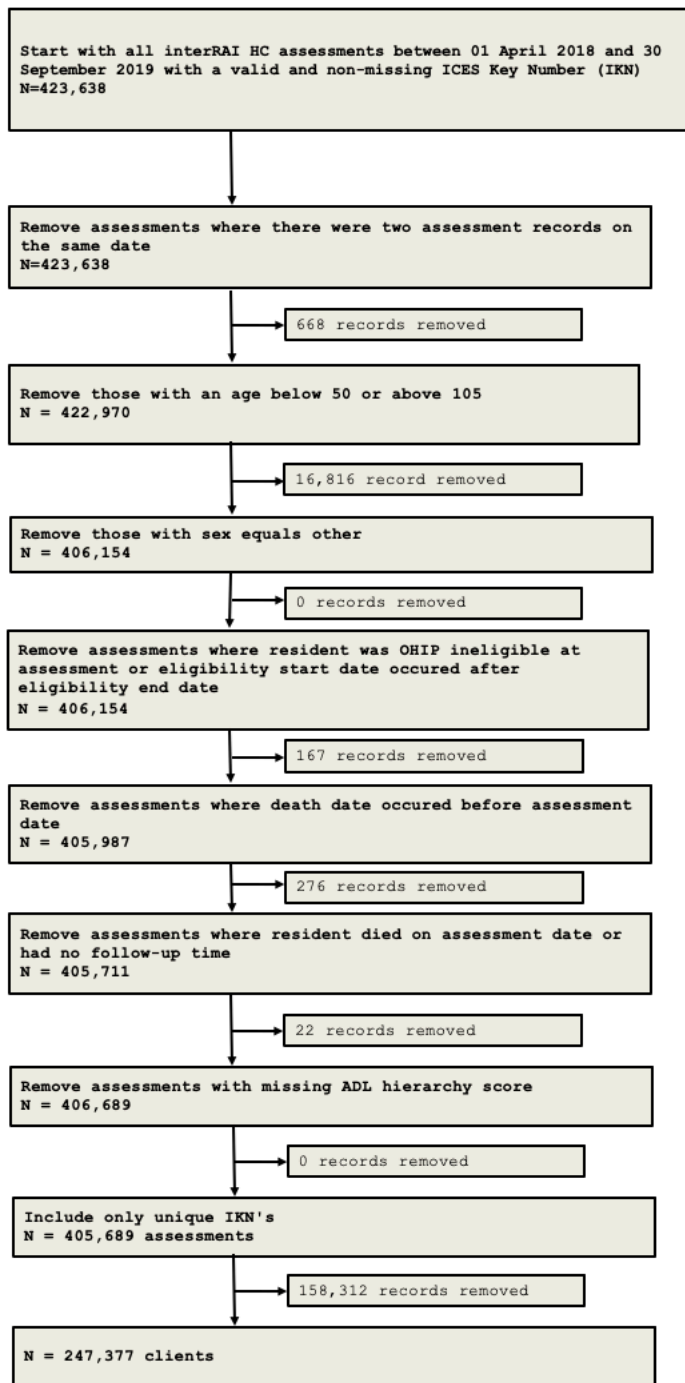 Start with all interRAI HC assessments between 01 April 2018 and 30
September 2019 with a valid and non-missing ICES Key Number (IKN)
N=423,638
Remove assessments where there were two assessment records on
the same date
N=423,638
668 records removed
Remove those with an age below 50 or above 105
N = 422,970
16,816 record removed
Remove those with sex equals other
N = 406,154
0 records removed
Remove assessments where resident was OHIP ineligible at
assessment or eligibility start date occured after
eligibility end date
N = 406,154
167 records removed
Remove assessments where death date occured before assessment
date
N = 405,987
276 records removed
Remove assessments where resident died on assessment date or
had no follow-up time
N = 405,711
22 records removed
Remove assessments with missing ADL hierarchy score
N = 406,689
0 records removed
Include only unique IKN's
N = 405,689 assessments
158,312 records removed
N = 247,377 clients